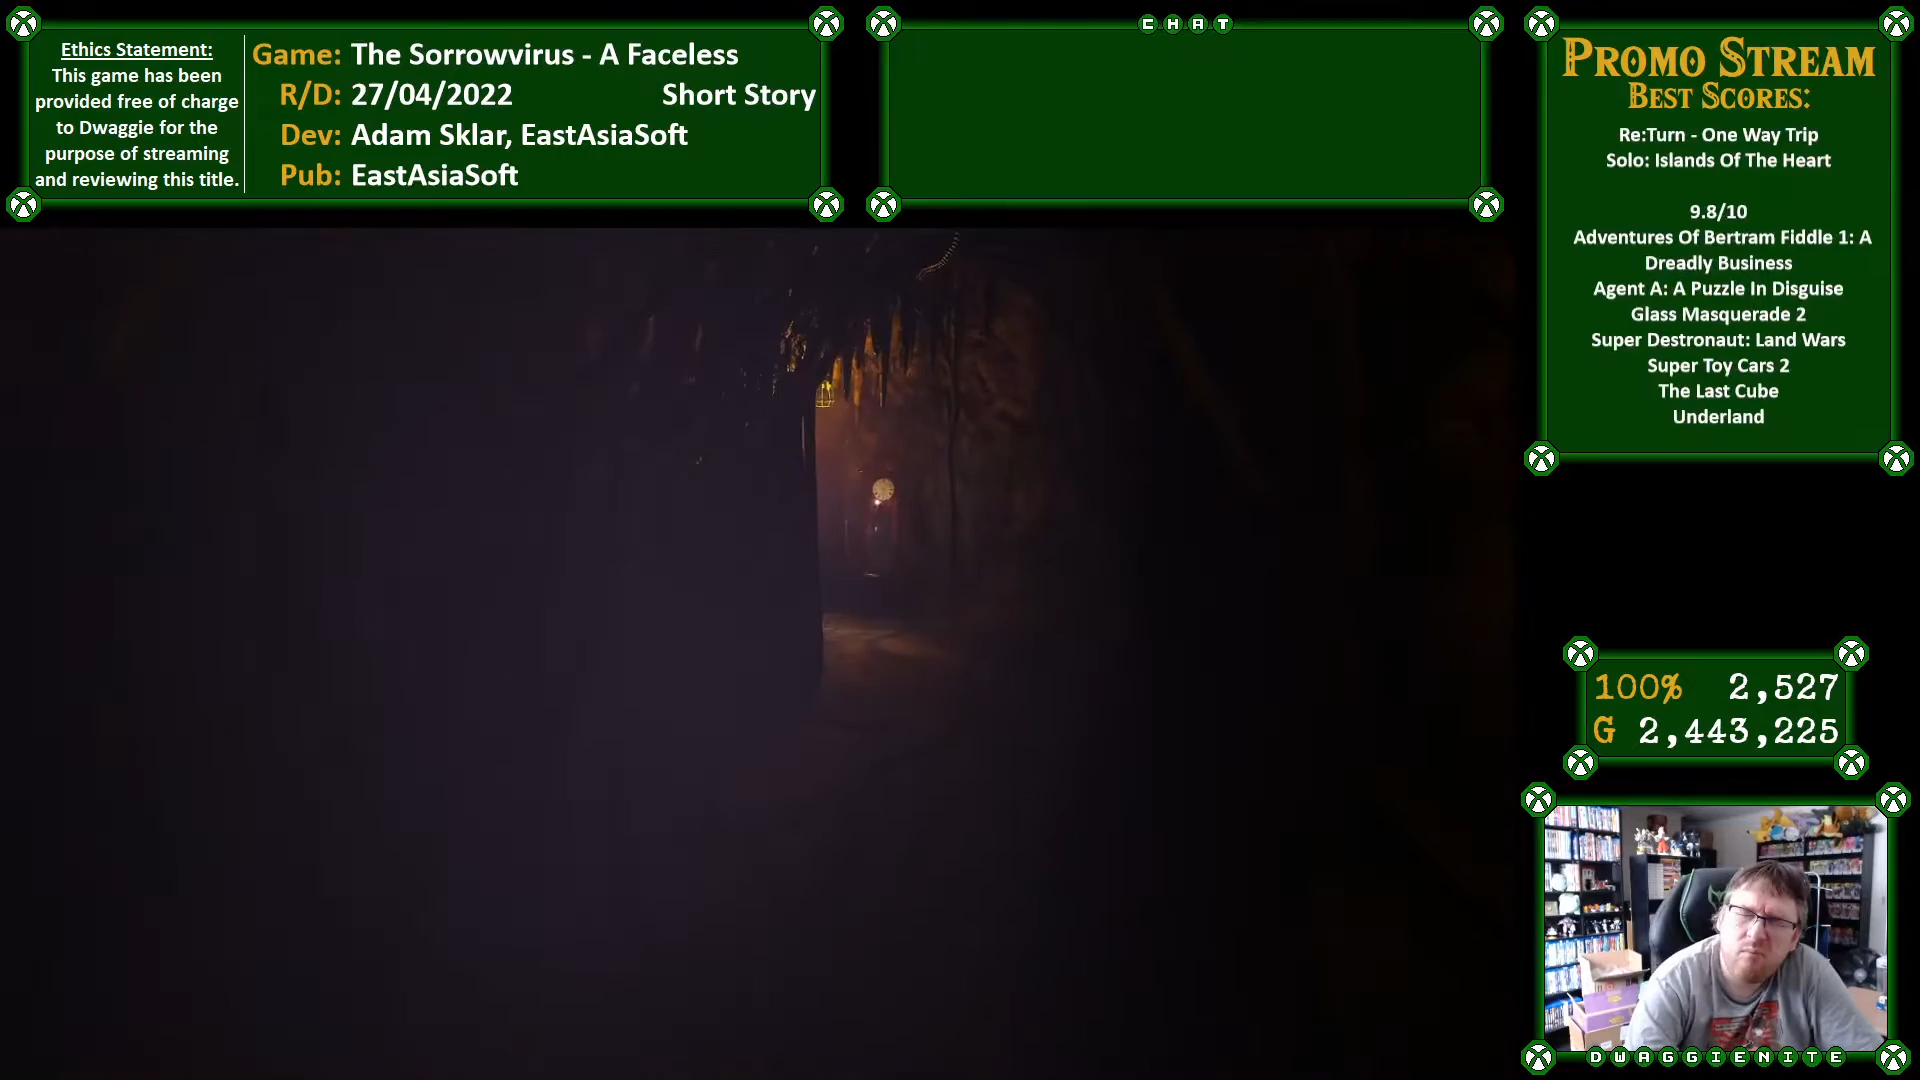 Ethics Statement:
This game has been
provided free of charge
to Dwaggie for the
purpose of streaming
and reviewing this title.
Game: The Sorrowvirus - A Faceless
R/D: 27/04/2022 Short Story
Dev: Adam Sklar, EastAsiaSoft
Pub: EastAsiaSoft
CHAT
Promo Stream
Best Scores:
Re:Turn - One Way Trip
Solo: Islands Of The Heart
9.8/10
Adventures Of Bertram Fiddle 1: A
Dreadly Business
Agent A: A Puzzle In Disguise
Glass Masquerade 2
Super Destronaut: Land Wars
Super Toy Cars 2
The Last Cube
Underland
100% 2,527
G 2,443,225
DWAGGIENITE